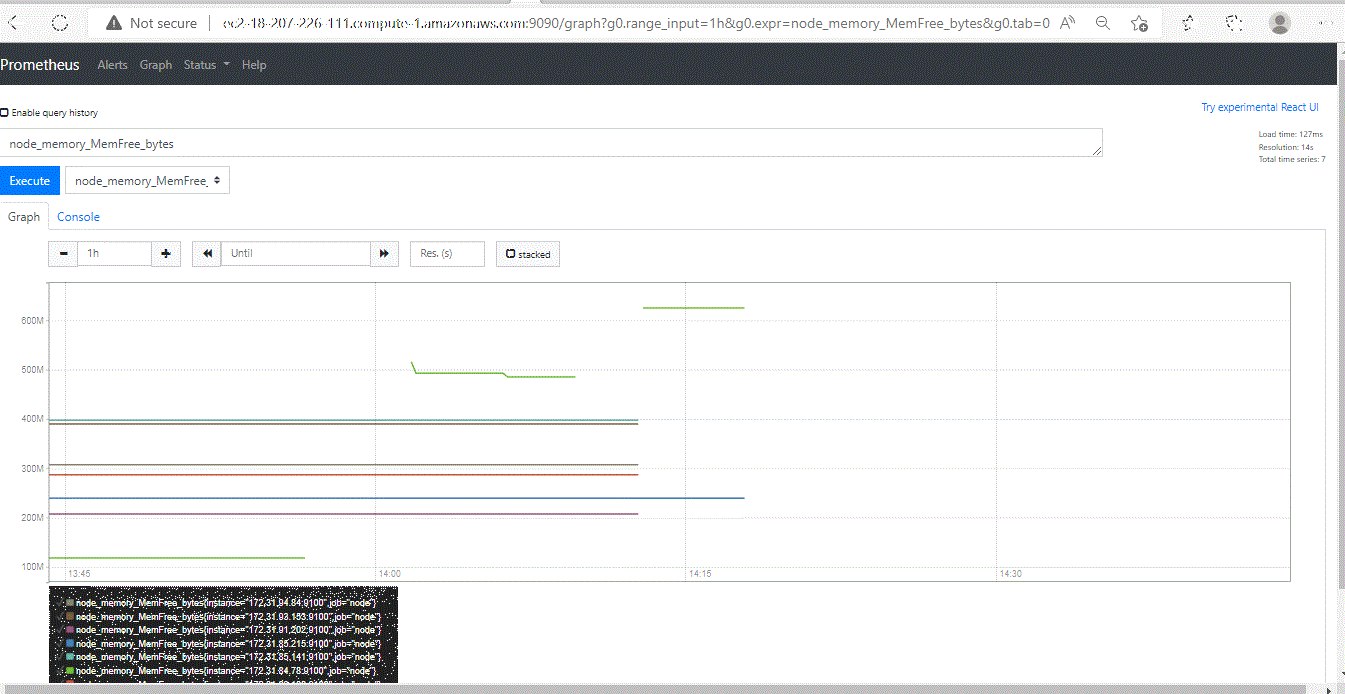 Not secure
ec2-18-207-226-111.compute-1.amazonaws.com:9090/graph?g0.range_input=1h&g0.expr=node_memory_MemFree_bytes&g0.tab=0
Prometheus Alerts Graph Status Help
Enable query history
Try experimental React UI
node_memory_MemFree_bytes
Load time: 127ms
Resolution: 14s
Total time series: 7
Execute
node_memory_MemFree_
Graph Console
1h
Until
Res. (s)
stacked
600M
500M
400M
300M
200M
100M
13:45 14:00 14:15 14:30
node_memory_MemFree_bytes{instance="172.31.94.84:9100",job="node"}
node_memory_MemFree_bytes{instance="172.31.93.153:9100",job="node"}
node_memory_MemFree_bytes{instance="172.31.91.202:9100",job="node"}
node_memory_MemFree_bytes{instance="172.31.85.215:9100",job="node"}
node_memory_MemFree_bytes{instance="172.31.85.141:9100",job="node"}
node_memory_MemFree_bytes{instance="172.31.84.78:9100",job="node"}